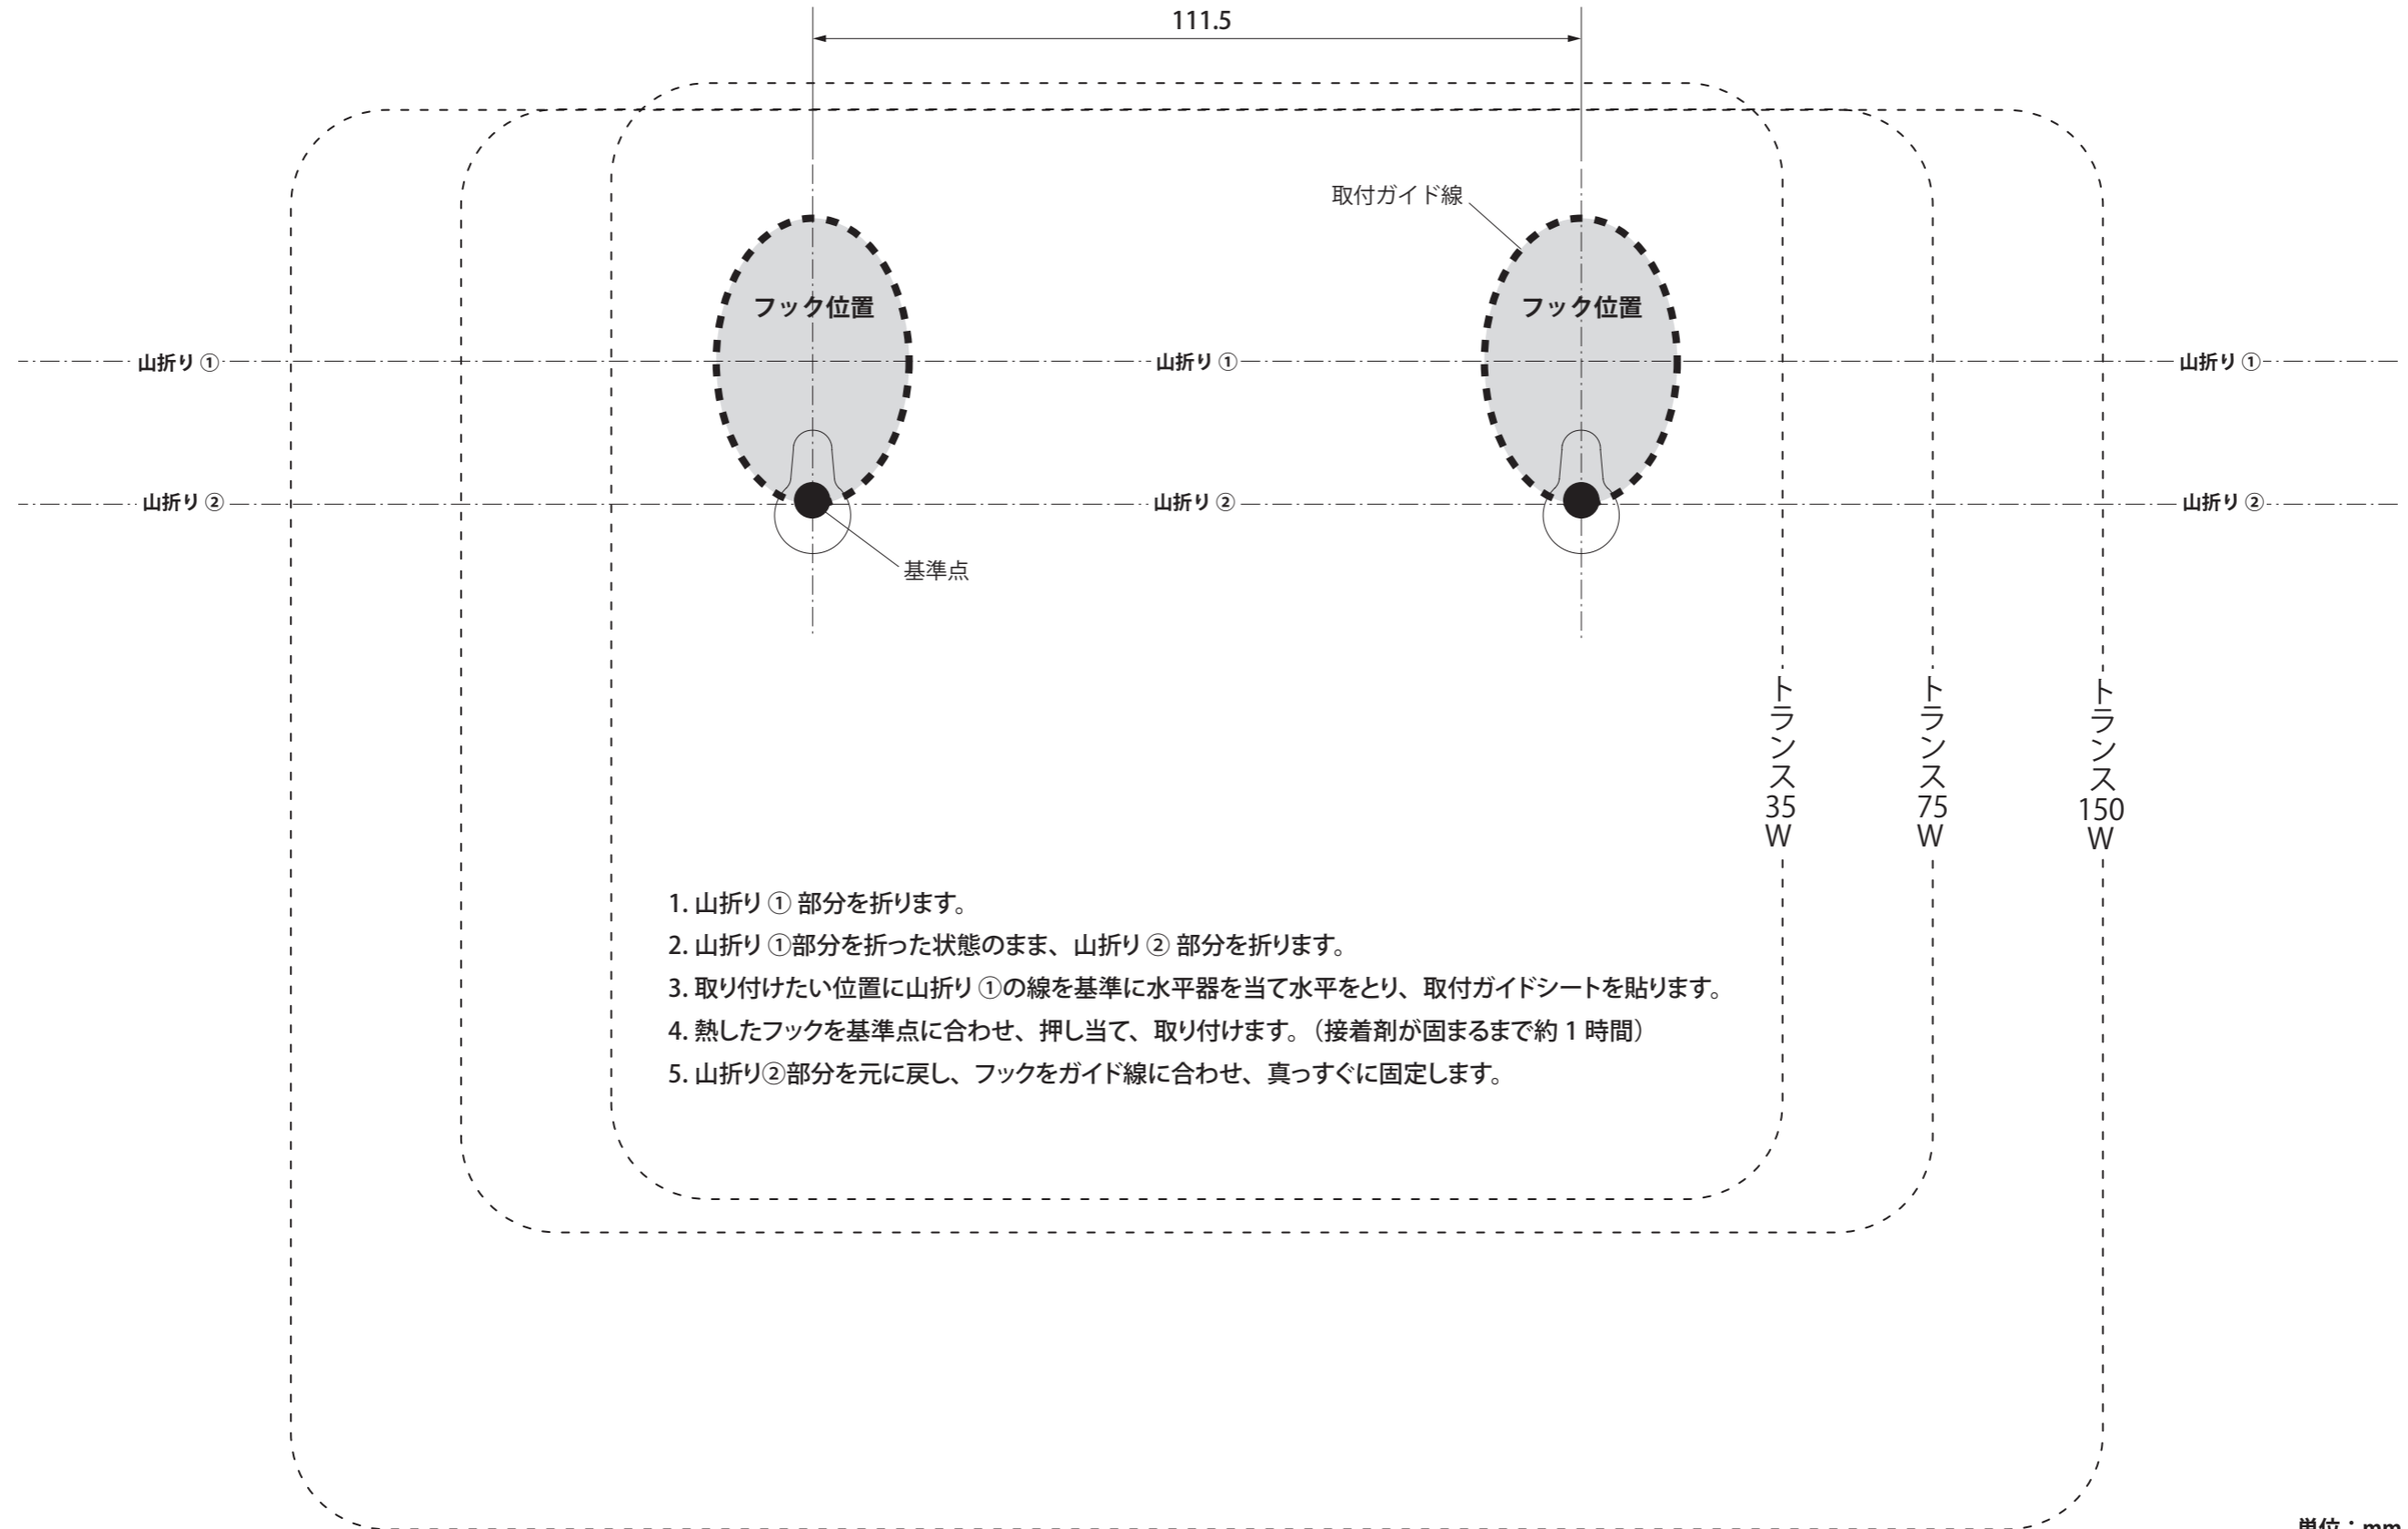 111.5
取付ガイド線
フック位置
フック位置
山折り ①
山折り ①
山折り ①
山折り ②
山折り ②
山折り ②
基準点
トランス35W
トランス75W
トランス150W
1. 山折り ① 部分を折ります。
2. 山折り ①部分を折った状態のまま、山折り ② 部分を折ります。
3. 取り付けたい位置に山折り ①の線を基準に水平器を当て水平をとり、取付ガイドシートを貼ります。
4. 熱したフックを基準点に合わせ、押し当て、取り付けます。（接着剤が固まるまで約 1 時間）
5. 山折り②部分を元に戻し、フックをガイド線に合わせ、真っすぐに固定します。
単位：mm